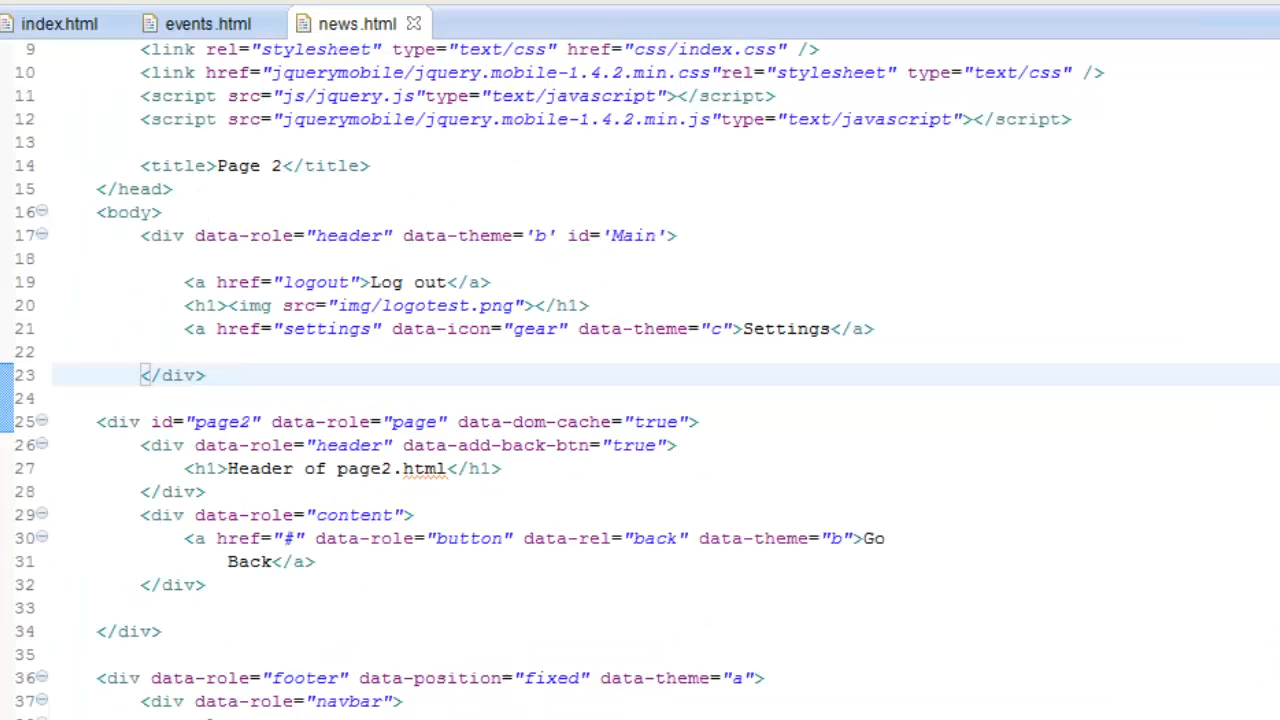 index.html events.html news.html
9 <link rel="stylesheet" type="text/css" href="css/index.css" />
10 <link href="jquerymobile/jquery.mobile-1.4.2.min.css"rel="stylesheet" type="text/css" />
11 <script src="js/jquery.js"type="text/javascript"></script>
12 <script src="jquerymobile/jquery.mobile-1.4.2.min.js"type="text/javascript"></script>
13
14 <title>Page 2</title>
15 </head>
16 <body>
17 <div data-role="header" data-theme='b' id='Main'>
18
19 <a href="logout">Log out</a>
20 <h1><img src="img/logotest.png"></h1>
21 <a href="settings" data-icon="gear" data-theme="c">Settings</a>
22
23 </div>
24
25 <div id="page2" data-role="page" data-dom-cache="true">
26 <div data-role="header" data-add-back-btn="true">
27 <h1>Header of page2.html</h1>
28 </div>
29 <div data-role="content">
30 <a href="#" data-role="button" data-rel="back" data-theme="b">Go
31 Back</a>
32 </div>
33
34 </div>
35
36 <div data-role="footer" data-position="fixed" data-theme="a">
37 <div data-role="navbar">